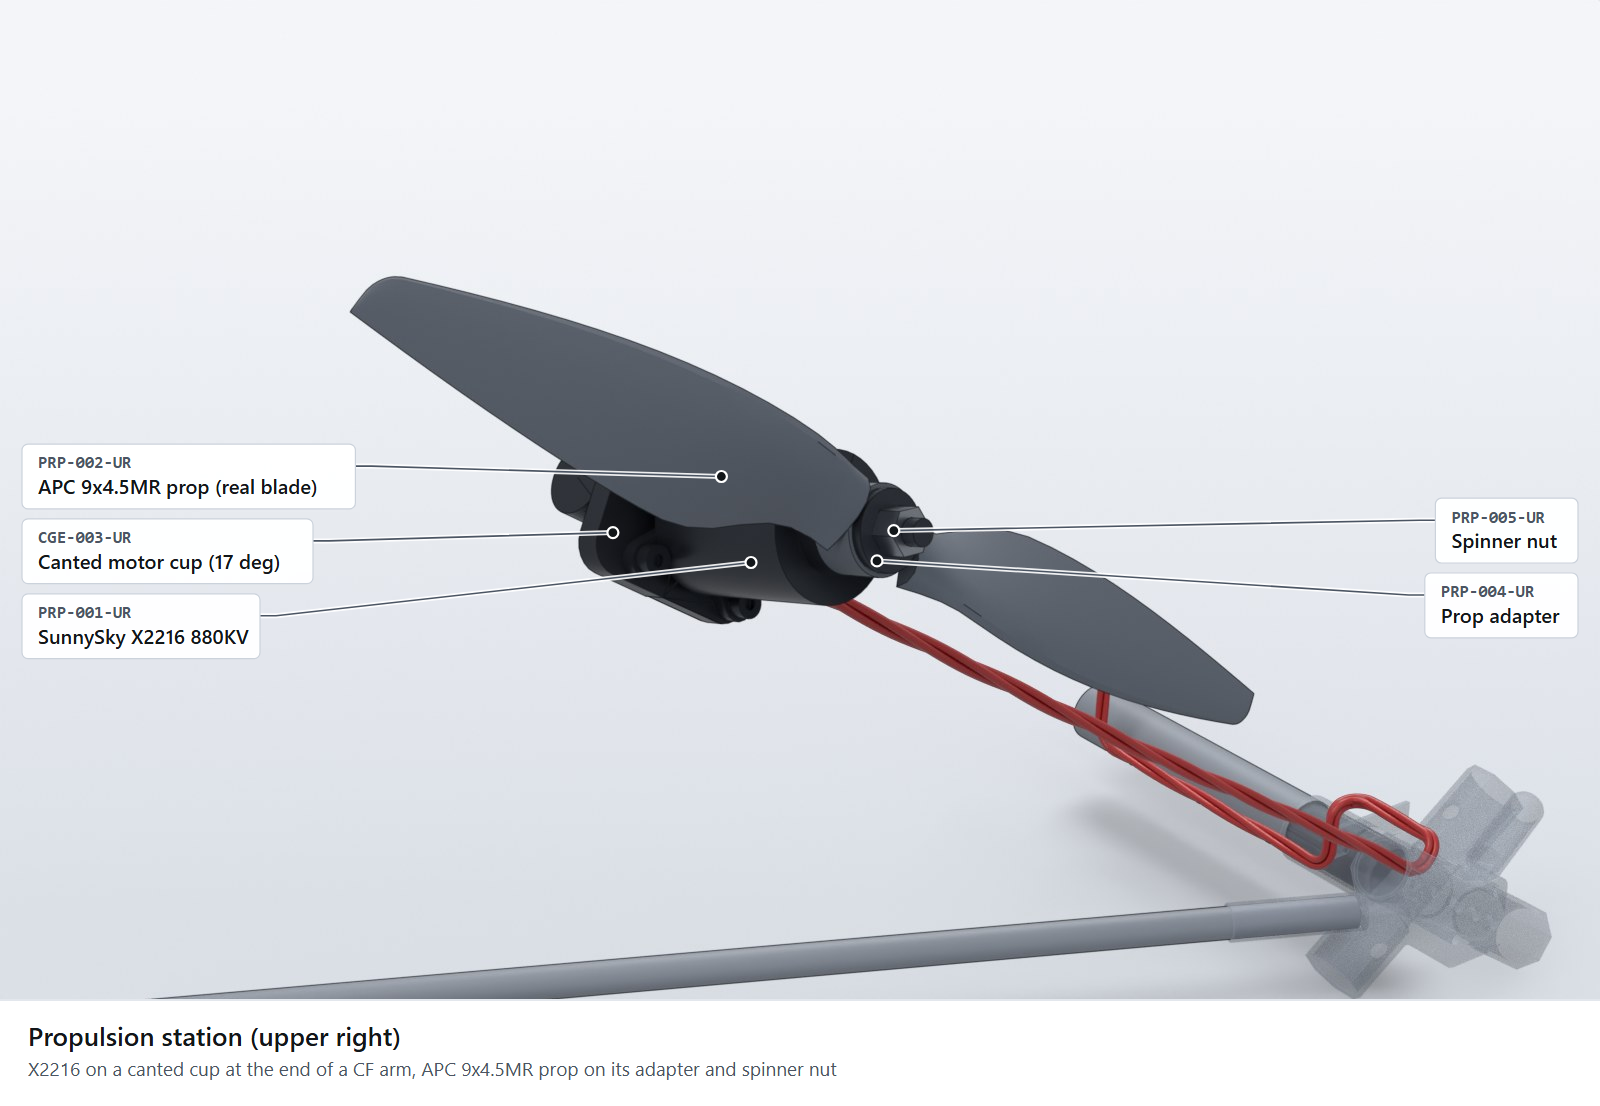 PRP-002-UR
APC 9x4.5MR prop (real blade)
CGE-003-UR
Canted motor cup (17 deg)
PRP-001-UR
SunnySky X2216 880KV
PRP-005-UR
Spinner nut
PRP-004-UR
Prop adapter
Propulsion station (upper right)
X2216 on a canted cup at the end of a CF arm, APC 9x4.5MR prop on its adapter and spinner nut